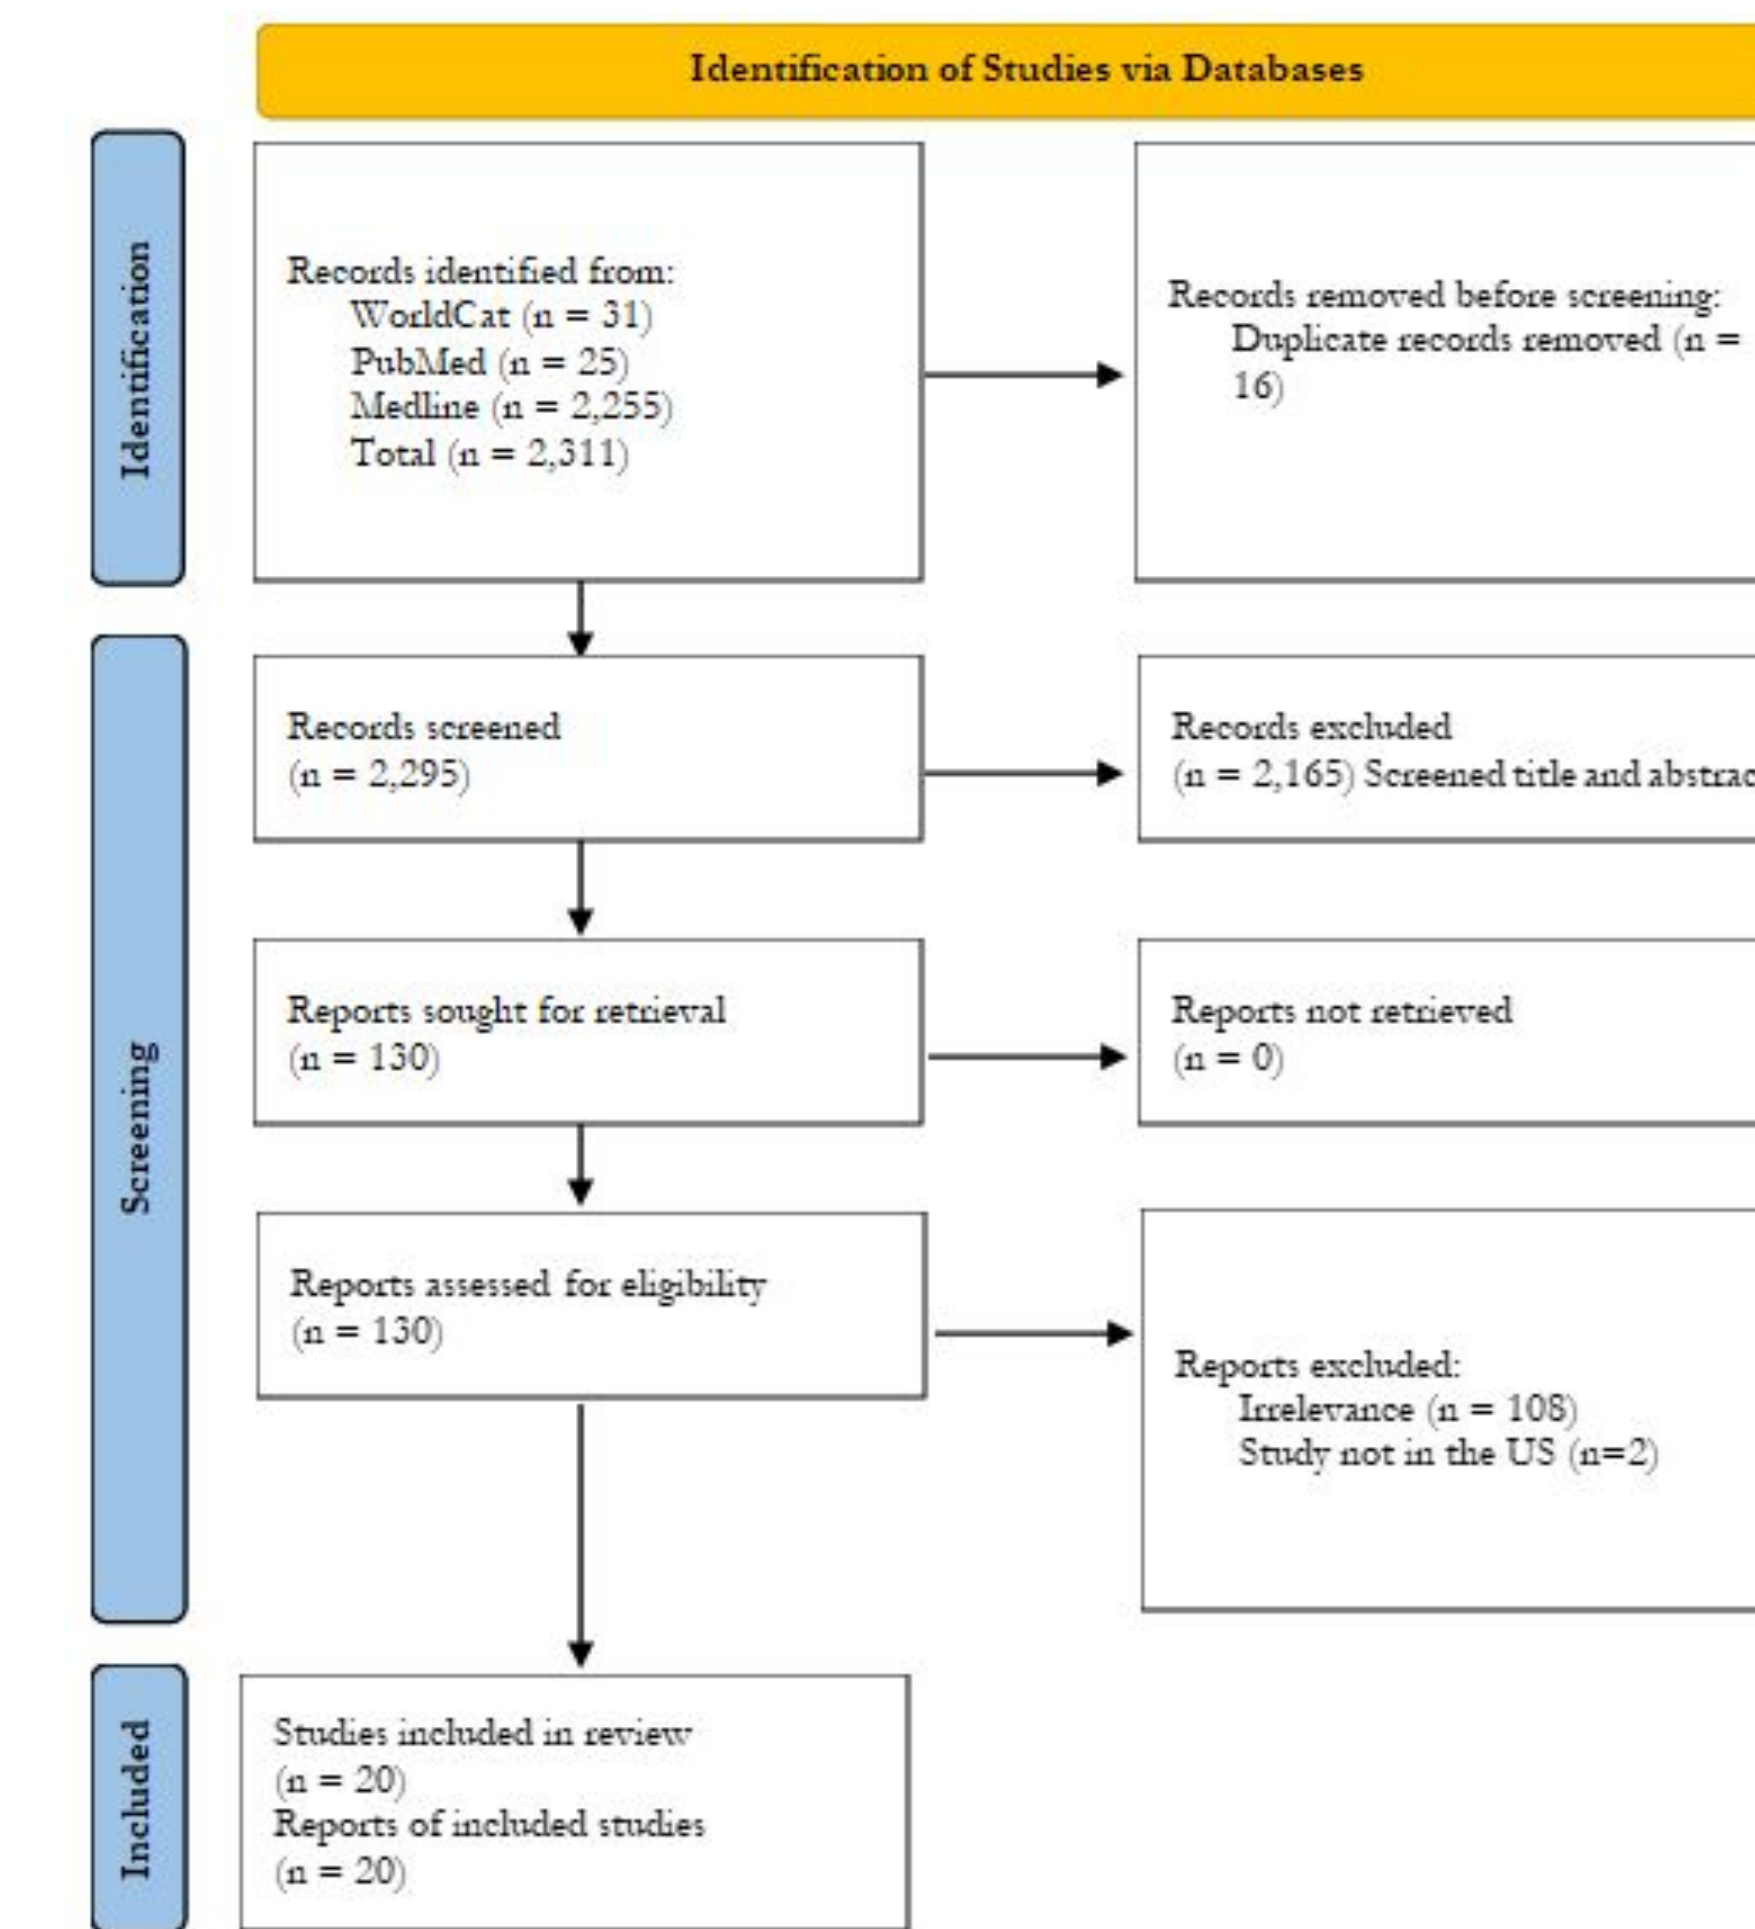 Identification of Studies via Databases
Identification
Records identified from:
WorldCat (n = 31)
PubMed (n = 25)
Medline (n = 2,255)
Total (n = 2,311)
Records removed before screening:
Duplicate records removed (n =
16)
Screening
Records screened
(n = 2,295)
Records excluded
(n = 2,165) Screened title and abstrac
Reports sought for retrieval
(n = 130)
Reports not retrieved
(n = 0)
Reports assessed for eligibility
(n = 130)
Reports excluded:
Irrelevance (n = 108)
Study not in the US (n=2)
Included
Studies included in review
(n = 20)
Reports of included studies
(n = 20)